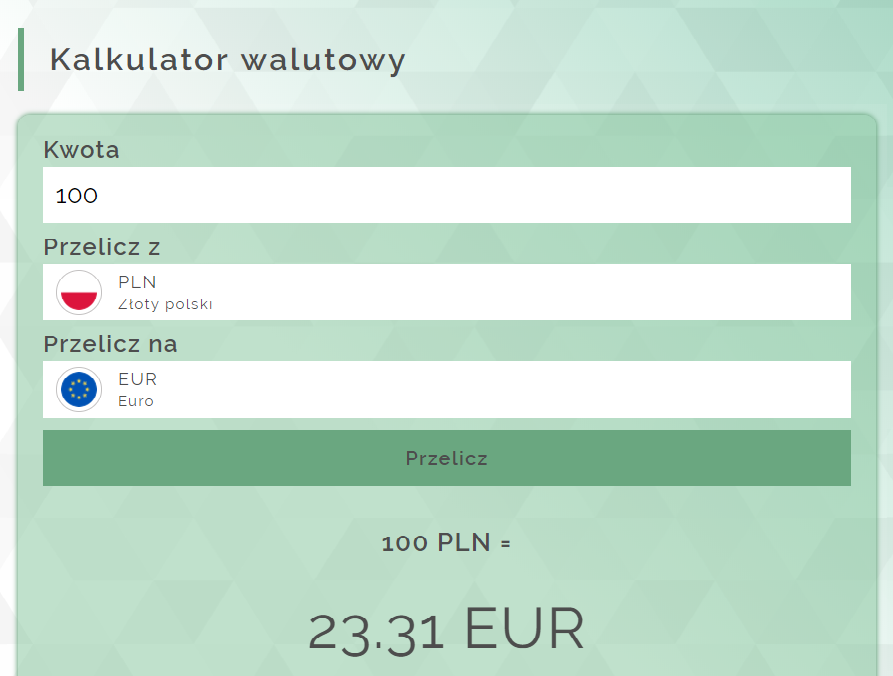 Kalkulator walutowy
Kwota
100
Przelicz z
PLN
Złoty polski
Przelicz na
EUR
Euro
Przelicz
100 PLN =
23.31 EUR